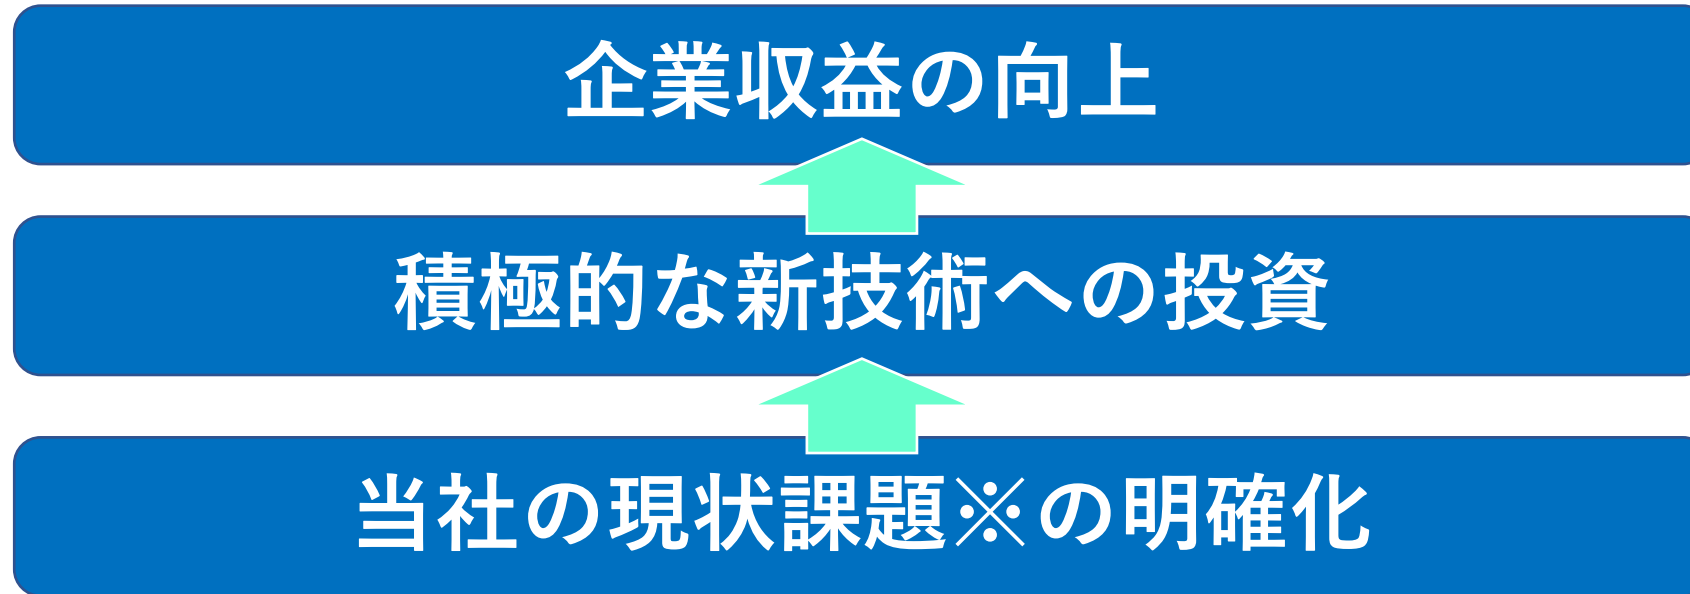 企業収益の向上
積極的な新技術への投資
当社の現状課題※の明確化